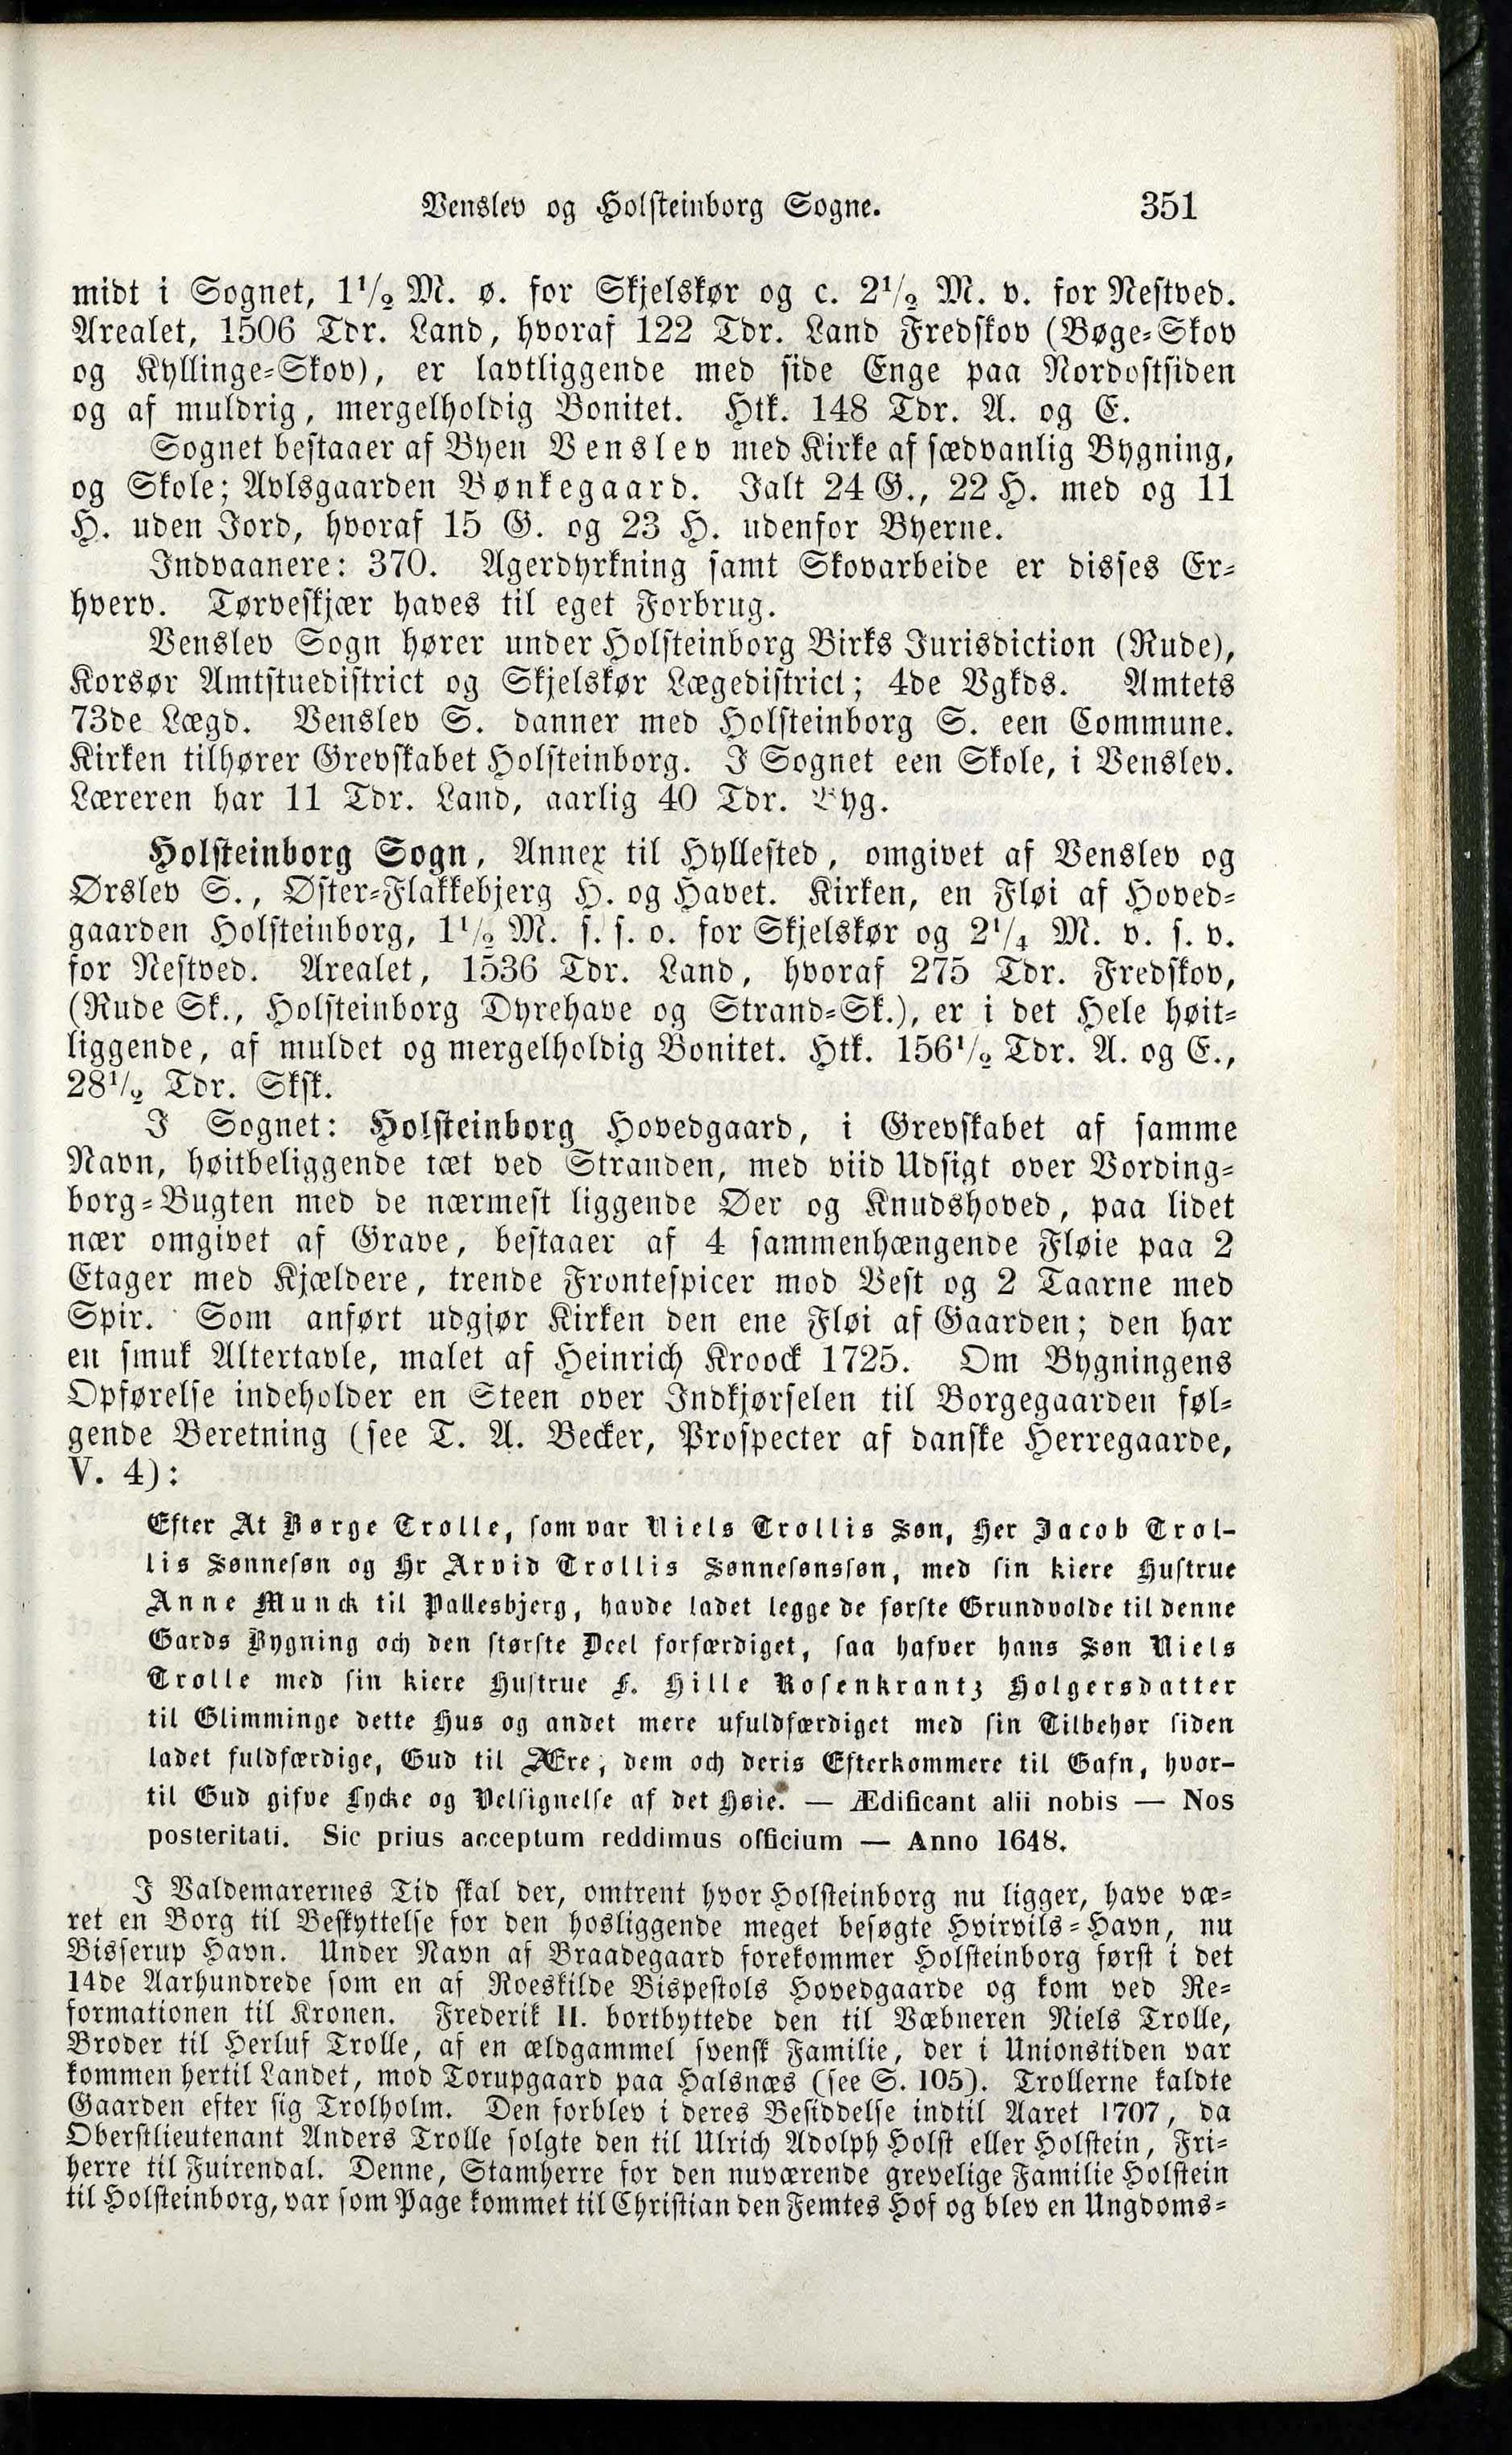 Venslev og Holsteinborg Sogne. 351
midt i Sognet, 1¹/₂ M. ø. for Skjelskør og c. 2¹/₂ M. v. for Nestved.
Arealet, 1506 Tdr. Land, hvoraf 122 Tdr. Land Fredskov (Bøge-Skov
og Kyllinge-Skov), er lavtliggende med side Enge paa Nordostsiden
og af muldrig, mergelholdig Bonitet. Htk. 148 Tdr. A. og E.
Sognet bestaaer af Byen Venslev med Kirke af sædvanlig Bygning,
og Skole; Avlsgaarden Bønkegaard. Ialt 24 G., 22 H. med og 11
H. uden Jord, hvoraf 15 G. og 23 H. udenfor Byerne.
Indvaanere: 370. Agerdyrkning samt Skovarbeide er disses Er-
hverv. Tørveskjær haves til eget Forbrug.
Venslev Sogn hører under Holsteinborg Birks Jurisdiction (Rude),
Korsør Amtstuedistrict og Skjelskør Lægedistrict; 4de Vgkds. Amtets
73de Lægd. Venslev S. danner med Holsteinborg S. een Commune.
Kirken tilhører Grevskabet Holsteinborg. I Sognet een Skole, i Venslev.
Læreren har 11 Tdr. Land, aarlig 40 Tdr. Byg.
Holsteinborg Sogn, Annex til Hyllested, omgivet af Venslev og
Ørslev S., Øster-Flakkebjerg H. og Havet. Kirken, en Fløi af Hoved-
gaarden Holsteinborg, 1¹/₂ M. s. s. o. for Skjelskør og 2¹/₄ M. v. s. v.
for Nestved. Arealet, 1536 Tdr. Land, hvoraf 275 Tdr. Fredskov,
(Rude Sk., Holsteinborg Dyrehave og Strand-Sk.), er i det Hele høit-
liggende, af muldet og mergelholdig Bonitet. Htk. 156¹/₂ Tdr. A. og E.,
28¹/₂ Tdr. Sksk.
I Sognet: Holsteinborg Hovedgaard, i Grevskabet af samme
Navn, høitbeliggende tæt ved Stranden, med viid Udsigt over Vording-
borg-Bugten med de nærmest liggende Øer og Knudshoved, paa lidet
nær omgivet af Grave, bestaaer af 4 sammenhængende Fløie paa 2
Etager med Kjældere, trende Frontespicer mod Vest og 2 Taarne med
Spir. Som anført udgjør Kirken den ene Fløi af Gaarden; den har
en smuk Altertavle, malet af Heinrich Kroock 1725. Om Bygningens
Opførelse indeholder en Steen over Indkjørselen til Borgegaarden føl-
gende Beretning (see T. A. Becker, Prospecter af danske Herregaarde,
V. 4):
Efter At Børge Trolle, som var Niels Trollis Søn, Her Jacob Trol-
lis Sønnesøn og Hr Arvid Trollis Sønnesønssøn, med sin kiere Hustrue
Anne Munck til Pallesbjerg, havde ladet legge de første Grundvolde til denne
Gards Bygning och den største Deel forfærdiget, saa hafver hans Søn Niels
Trolle med sin kiere Hustrue F. Hille Rosenkrantz Holgersdatter
til Glimminge dette Hus og andet mere ufuldfærdiget med sin Tilbehør siden
ladet fuldfærdige, Gud til Ære, dem och deris Efterkommere til Gafn, hvor-
til Gud gifve Lycke og Velsignelse af det Høie. — Ædificant alii nobis — Nos
posteritati. Sic prius acceptum reddimus officium — Anno 1648.
I Valdemarernes Tid skal der, omtrent hvor Holsteinborg nu ligger, have væ-
ret en Borg til Beskyttelse for den hosliggende meget besøgte Hvirvils-Havn, nu
Bisserup Havn. Under Navn af Braadegaard forekommer Holsteinborg først i det
14de Aarhundrede som en af Roeskilde Bispestols Hovedgaarde og kom ved Re-
formationen til Kronen. Frederik II. bortbyttede den til Væbneren Niels Trolle,
Broder til Herluf Trolle, af en ældgammel svensk Familie, der i Unionstiden var
kommen hertil Landet, mod Torupgaard paa Halsnæs (see S. 105). Trollerne kaldte
Gaarden efter sig Trolholm. Den forblev i deres Besiddelse indtil Aaret 1707, da
Oberstlieutenant Anders Trolle solgte den til Ulrich Adolph Holst eller Holstein, Fri-
herre til Fuirendal. Denne, Stamherre for den nuværende grevelige Familie Holstein
til Holsteinborg, var som Page kommet til Christian den Femtes Hof og blev en Ungdoms-